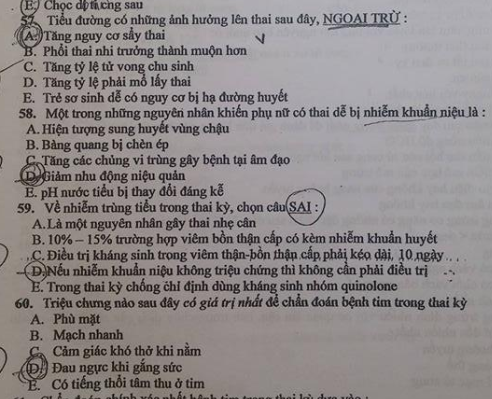 E. Chọc dò tủy sống sau
57. Tiểu đường có những ảnh hưởng lên thai sau đây, NGOẠI TRỪ :
A. Tăng nguy cơ sẩy thai
B. Phổi thai nhi trưởng thành muộn hơn
C. Tăng tỷ lệ tử vong chu sinh
D. Tăng tỷ lệ phải mổ lấy thai
E. Trẻ sơ sinh dễ có nguy cơ bị hạ đường huyết
58. Một trong những nguyên nhân khiến phụ nữ có thai dễ bị nhiễm khuẩn niệu là :
A. Hiện tượng sung huyết vùng chậu
B. Bàng quang bị chèn ép
C. Tăng các chủng vi trùng gây bệnh tại âm đạo
D. Giảm nhu động niệu quản
E. pH nước tiểu bị thay đổi đáng kể
59. Về nhiễm trùng tiểu trong thai kỳ, chọn câu SAI :
A. Là một nguyên nhân gây thai nhẹ cân
B. 10% – 15% trường hợp viêm bồn thận cấp có kèm nhiễm khuẩn huyết
C. Điều trị kháng sinh trong viêm thận-bồn thận cấp phải kéo dài, 10 ngày
D. Nếu nhiễm khuẩn niệu không triệu chứng thì không cần phải điều trị
E. Trong thai kỳ chống chỉ định dùng kháng sinh nhóm quinolone
60. Triệu chưng nào sau đây có giá trị nhất để chẩn đoán bệnh tim trong thai kỳ
A. Phù mặt
B. Mạch nhanh
C. Cảm giác khó thở khi nằm
D. Đau ngực khi gắng sức
E. Có tiếng thổi tâm thu ở tim